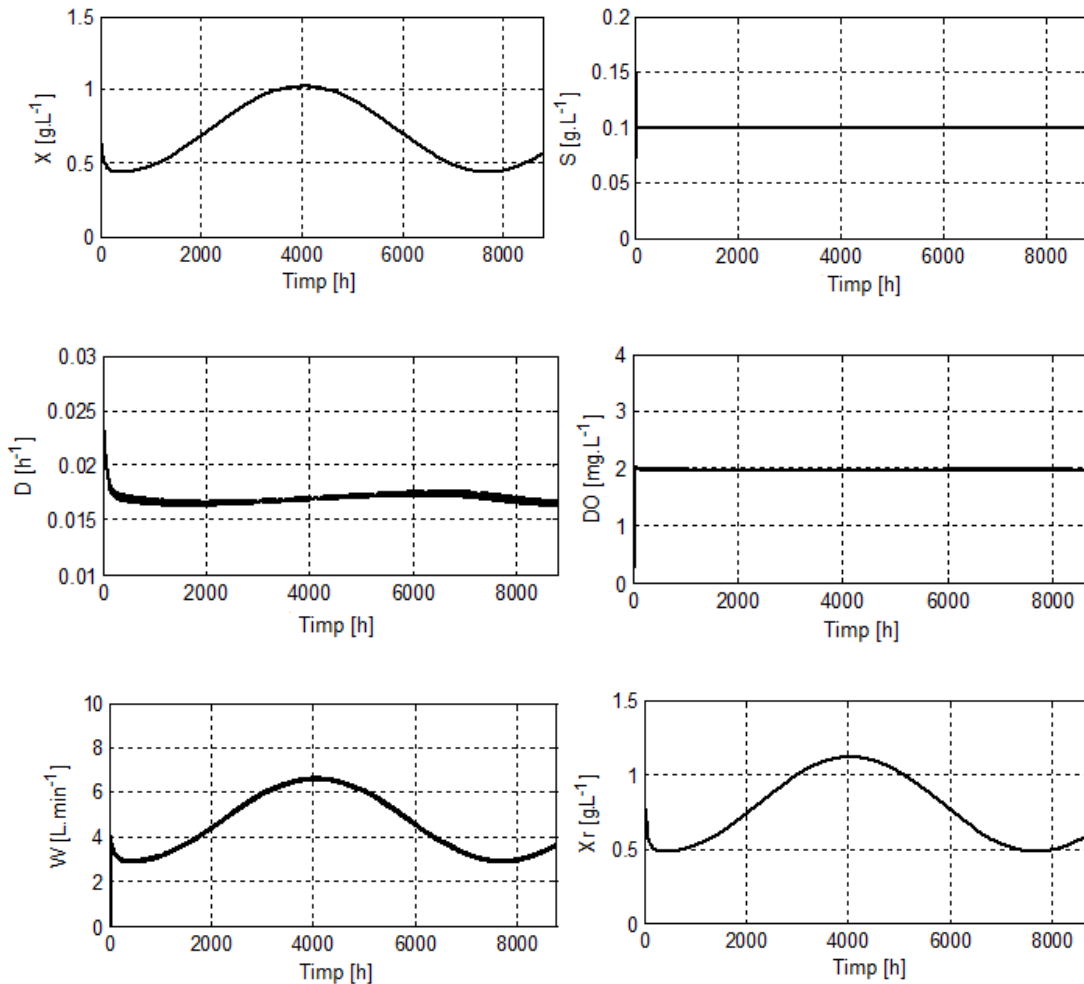 1.5
1
0.5
0
X [g.L-1]
0 2000 4000 6000 8000
Timp [h]
0.2
0.15
0.1
0.05
0
S [g.L-1]
0 2000 4000 6000 8000
Timp [h]
0.03
0.025
0.02
0.015
0.01
D [h-1]
0 2000 4000 6000 8000
Timp [h]
4
3
2
1
0
DO [mg.L-1]
0 2000 4000 6000 8000
Timp [h]
10
8
6
4
2
0
W [L.min-1]
0 2000 4000 6000 8000
Timp [h]
1.5
1
0.5
0
Xr [g.L-1]
0 2000 4000 6000 8000
Timp [h]